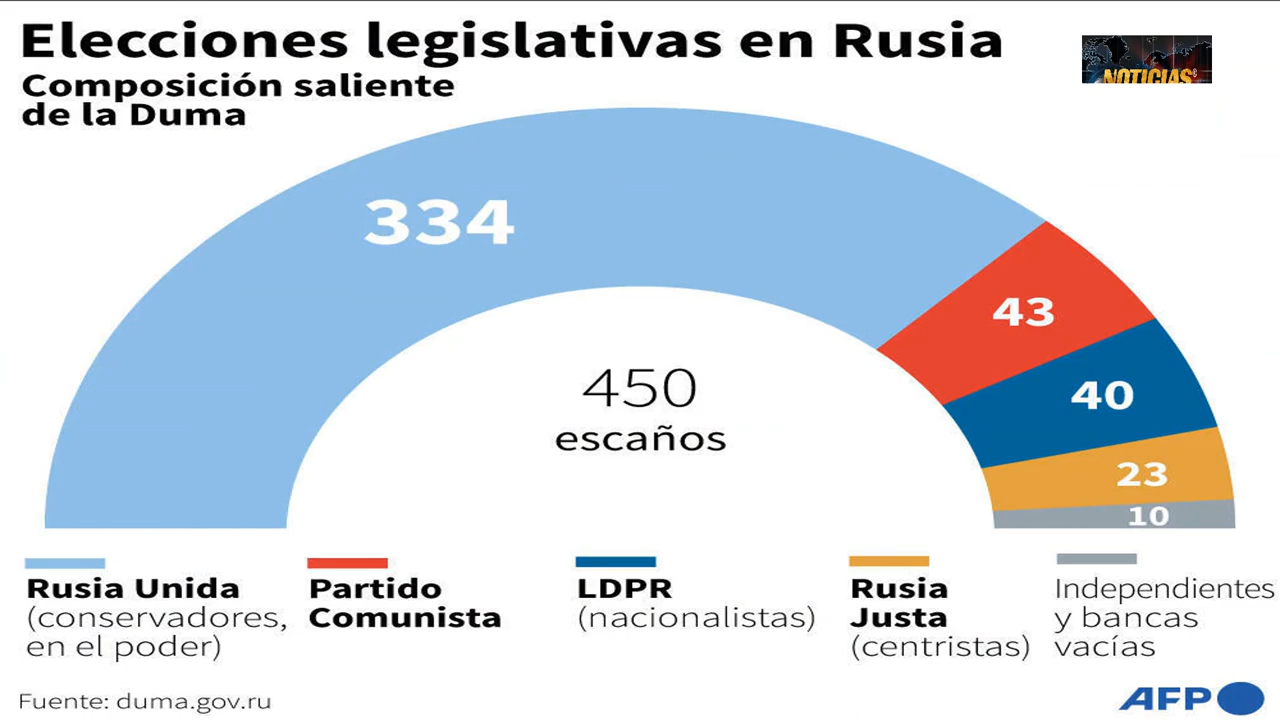 Elecciones legislativas en Rusia
Composición saliente
de la Duma
NOTICIAS
334
43
40
23
10
450
escaños
Rusia Unida
(conservadores,
en el poder)
Partido
Comunista
LDPR
(nacionalistas)
Rusia
Justa
(centristas)
Independientes
y bancas
vacías
Fuente: duma.gov.ru
AFP